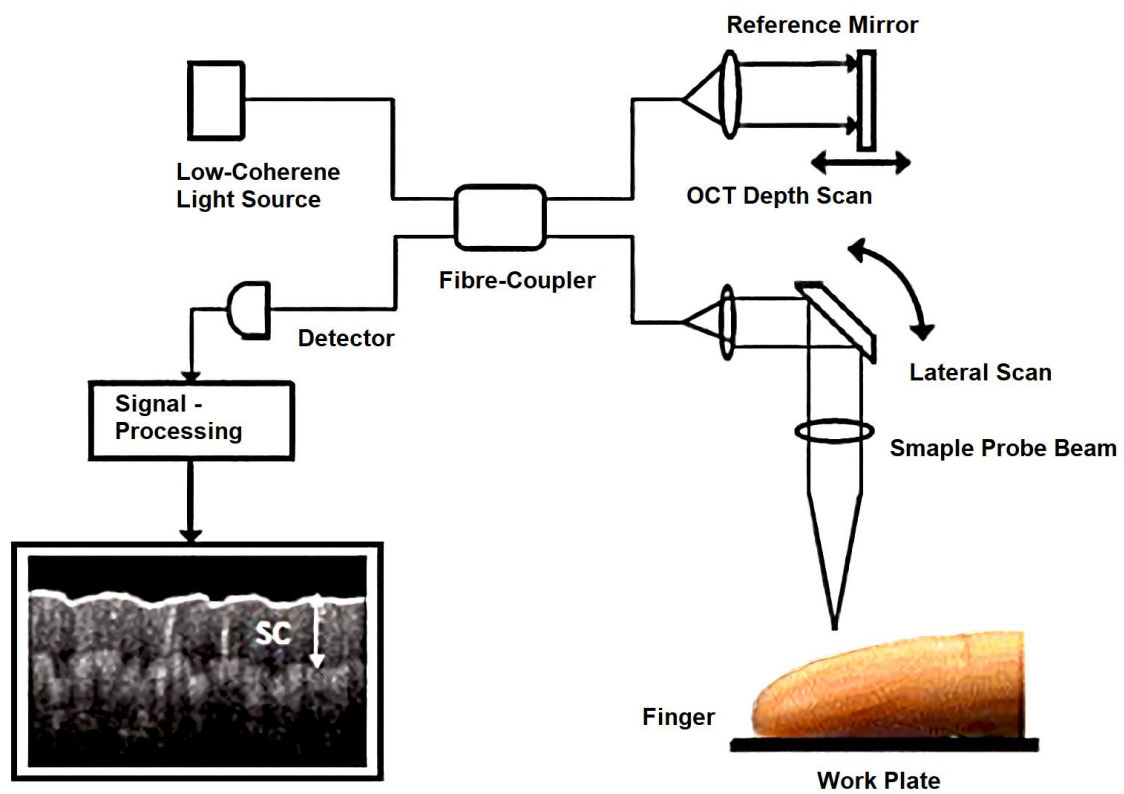 Reference Mirror
Low-Coherene
Light Source
OCT Depth Scan
Fibre-Coupler
Detector
Lateral Scan
Signal -
Processing
Smaple Probe Beam
SC
Finger
Work Plate